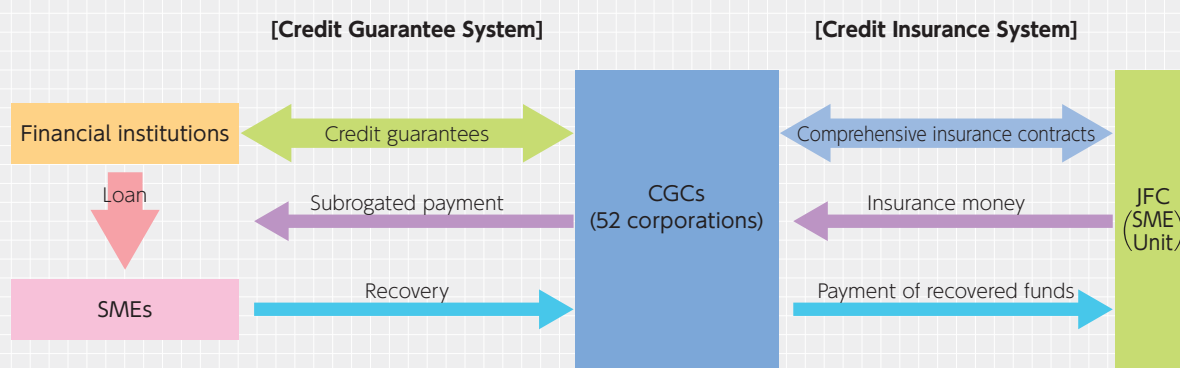 [Credit Guarantee System]
[Credit Insurance System]
Financial institutions
Credit guarantees
Comprehensive insurance contracts
Loan
Subrogated payment
CGCs
(52 corporations)
Insurance money
JFC
(SME
Unit)
SMEs
Recovery
Payment of recovered funds